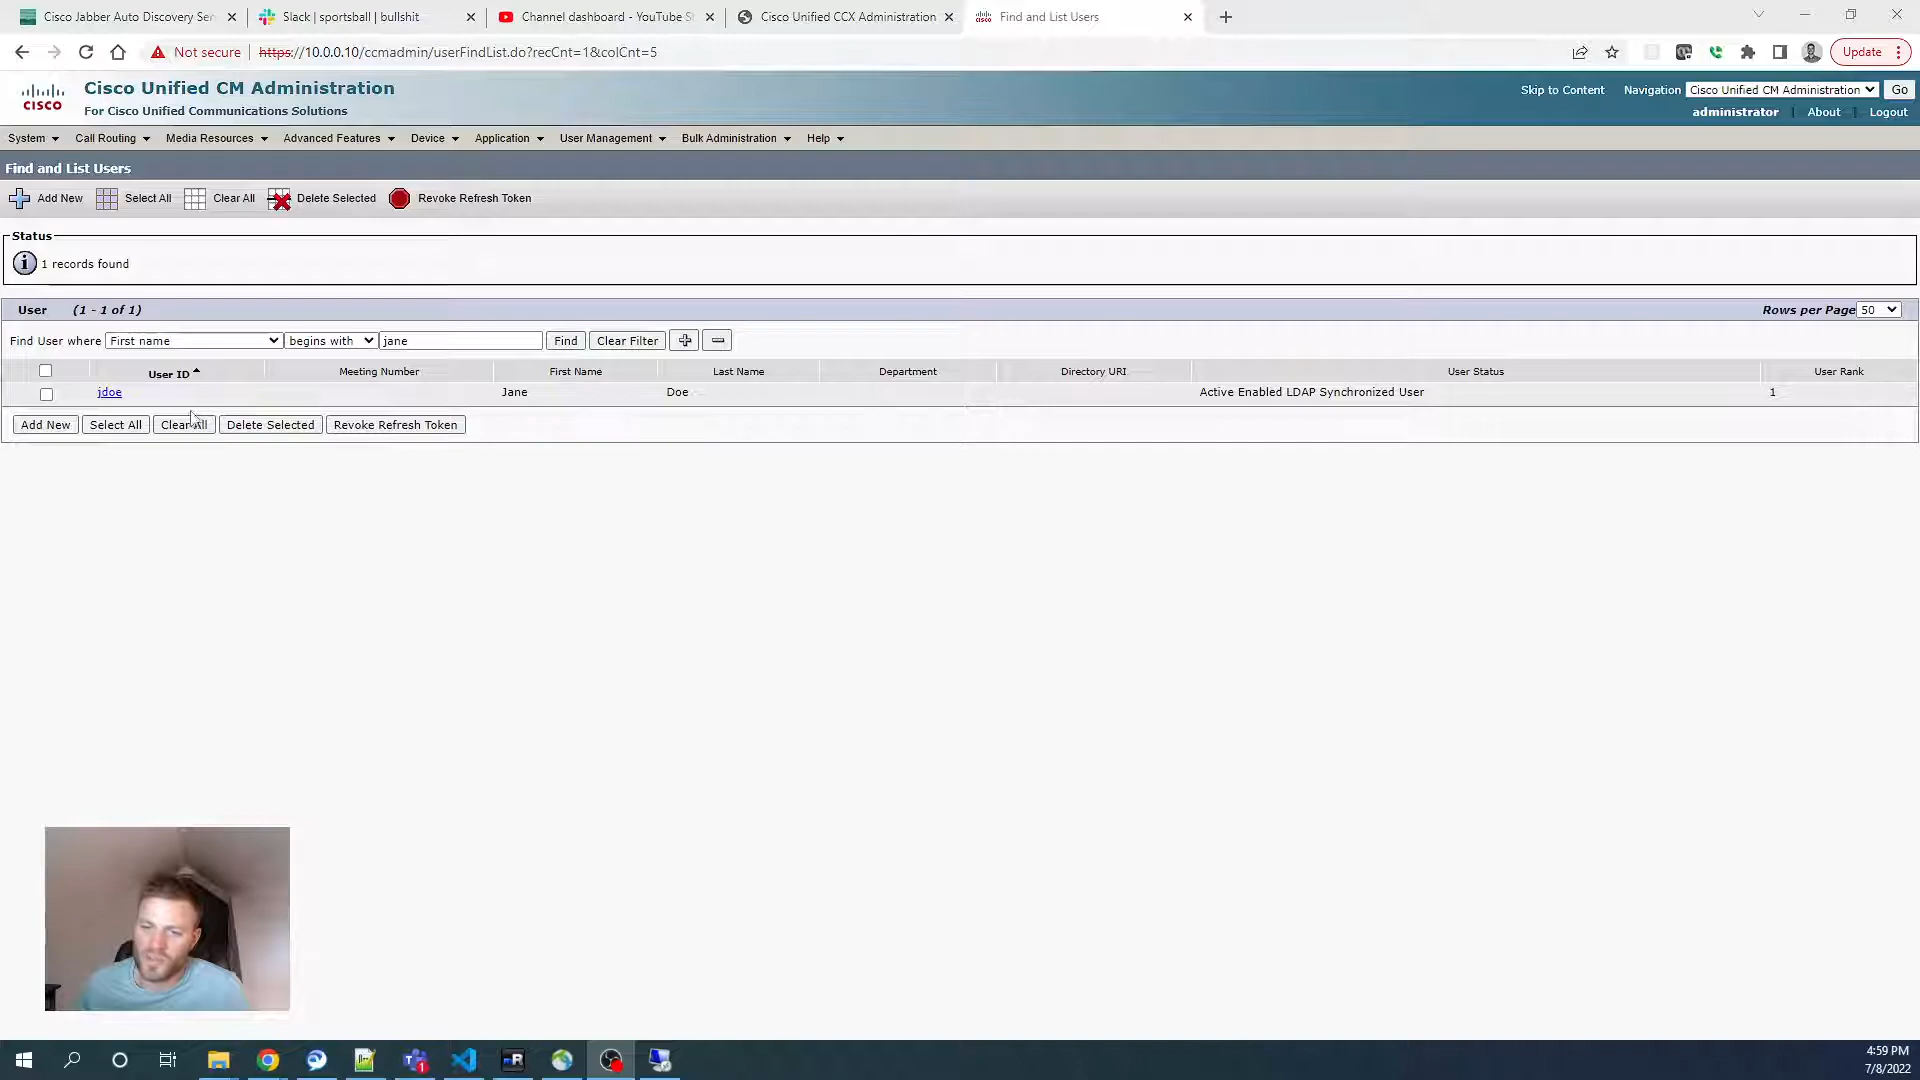 Cisco Jabber Auto Discovery Ser
Slack | sportsball | bullshit
Channel dashboard - YouTube S
Cisco Unified CCX Administration
Find and List Users
Not secure
https://10.0.0.10/ccmadmin/userFindList.do?recCnt=1&colCnt=5
Update
CISCO
Cisco Unified CM Administration
For Cisco Unified Communications Solutions
Skip to Content
Navigation
Cisco Unified CM Administration
Go
administrator
About
Logout
System
Call Routing
Media Resources
Advanced Features
Device
Application
User Management
Bulk Administration
Help
Find and List Users
Add New
Select All
Clear All
Delete Selected
Revoke Refresh Token
Status
1 records found
User (1 - 1 of 1)
Rows per Page 50
Find User where First name begins with jane Find Clear Filter
User ID Meeting Number First Name Last Name Department Directory URI User Status User Rank
jdoe Jane Doe Active Enabled LDAP Synchronized User 1
Add New Select All Clear All Delete Selected Revoke Refresh Token
1
4:59 PM
7/8/2022